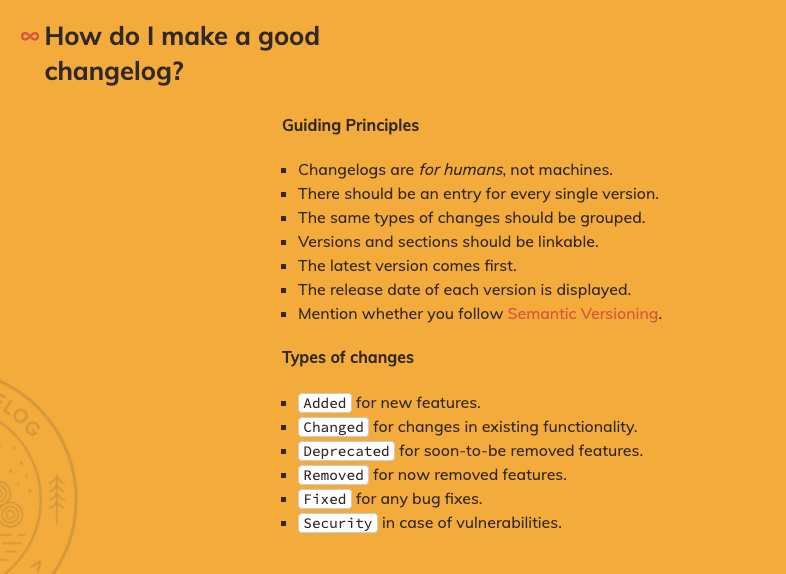 How do I make a good
changelog?
Guiding Principles
Changelogs are for humans, not machines.
There should be an entry for every single version.
The same types of changes should be grouped.
Versions and sections should be linkable.
The latest version comes first.
The release date of each version is displayed.
Mention whether you follow Semantic Versioning.
Types of changes
Added for new features.
Changed for changes in existing functionality.
Deprecated for soon-to-be removed features.
Removed for now removed features.
Fixed for any bug fixes.
Security in case of vulnerabilities.